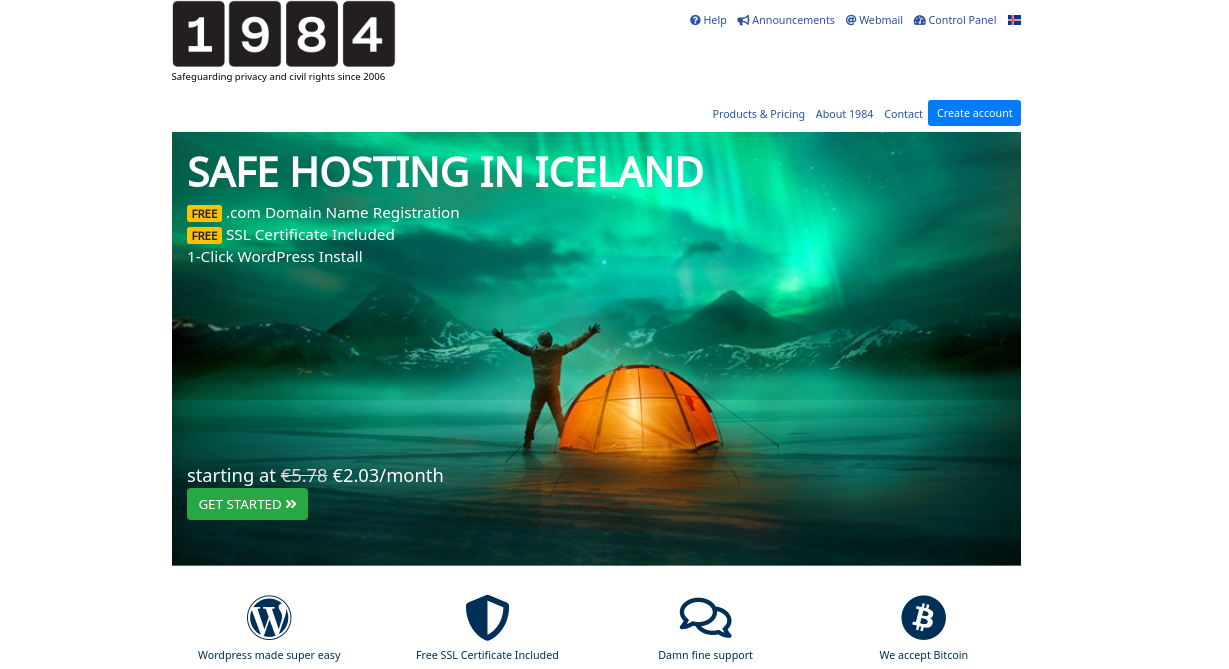 1984
Safeguarding privacy and civil rights since 2006
Help Announcements Webmail Control Panel
Products & Pricing About 1984 Contact Create account
SAFE HOSTING IN ICELAND
FREE .com Domain Name Registration
FREE SSL Certificate Included
1-Click WordPress Install
starting at €5.78 €2.03/month
GET STARTED
Wordpress made super easy
Free SSL Certificate Included
Damn fine support
We accept Bitcoin